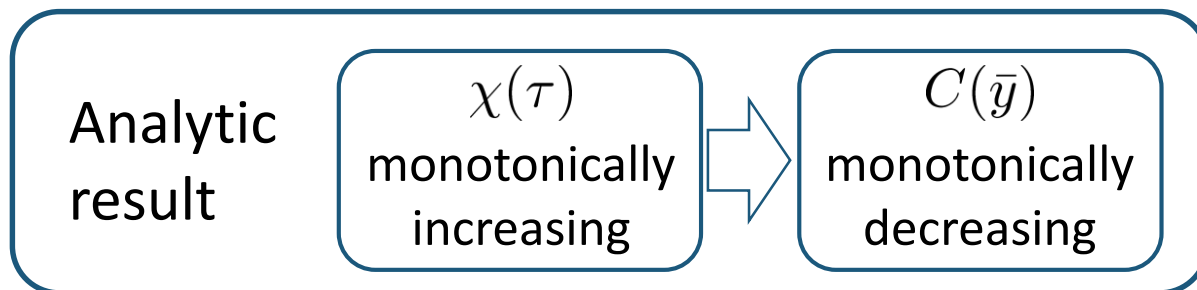 Analytic
result
χ(τ)
monotonically
increasing
C(ȳ)
monotonically
decreasing